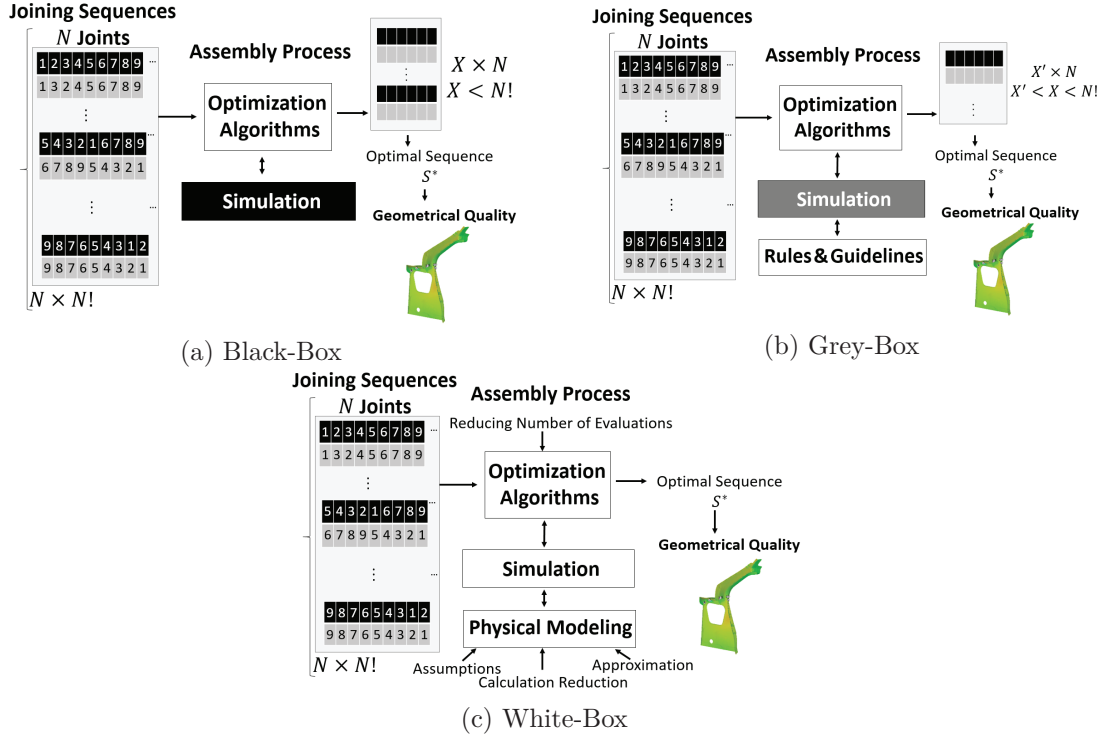 Joining Sequences
N Joints
1 2 3 4 5 6 7 8 9 ...
1 3 2 4 5 6 7 8 9
⋮
5 4 3 2 1 6 7 8 9 ...
6 7 8 9 5 4 3 2 1
⋮ ...
9 8 7 6 5 4 3 1 2
9 8 7 6 5 4 3 2 1
N × N!
Assembly Process
Optimization
Algorithms
Simulation
⋮
X × N
X < N!
Optimal Sequence
S*
Geometrical Quality
(a) Black-Box
Joining Sequences
N Joints
1 2 3 4 5 6 7 8 9 ...
1 3 2 4 5 6 7 8 9
⋮
5 4 3 2 1 6 7 8 9 ...
6 7 8 9 5 4 3 2 1
⋮ ...
9 8 7 6 5 4 3 1 2
9 8 7 6 5 4 3 2 1
N × N!
Assembly Process
Optimization
Algorithms
Simulation
Rules & Guidelines
⋮
X′ × N
X′ < X < N!
Optimal Sequence
S*
Geometrical Quality
(b) Grey-Box
Joining Sequences
N Joints
1 2 3 4 5 6 7 8 9 ...
1 3 2 4 5 6 7 8 9
⋮
5 4 3 2 1 6 7 8 9 ...
6 7 8 9 5 4 3 2 1
⋮ ...
9 8 7 6 5 4 3 1 2
9 8 7 6 5 4 3 2 1
N × N!
Assembly Process
Reducing Number of Evaluations
Optimization
Algorithms
Simulation
Physical Modeling
Assumptions
Calculation Reduction
Approximation
Optimal Sequence
S*
Geometrical Quality
(c) White-Box